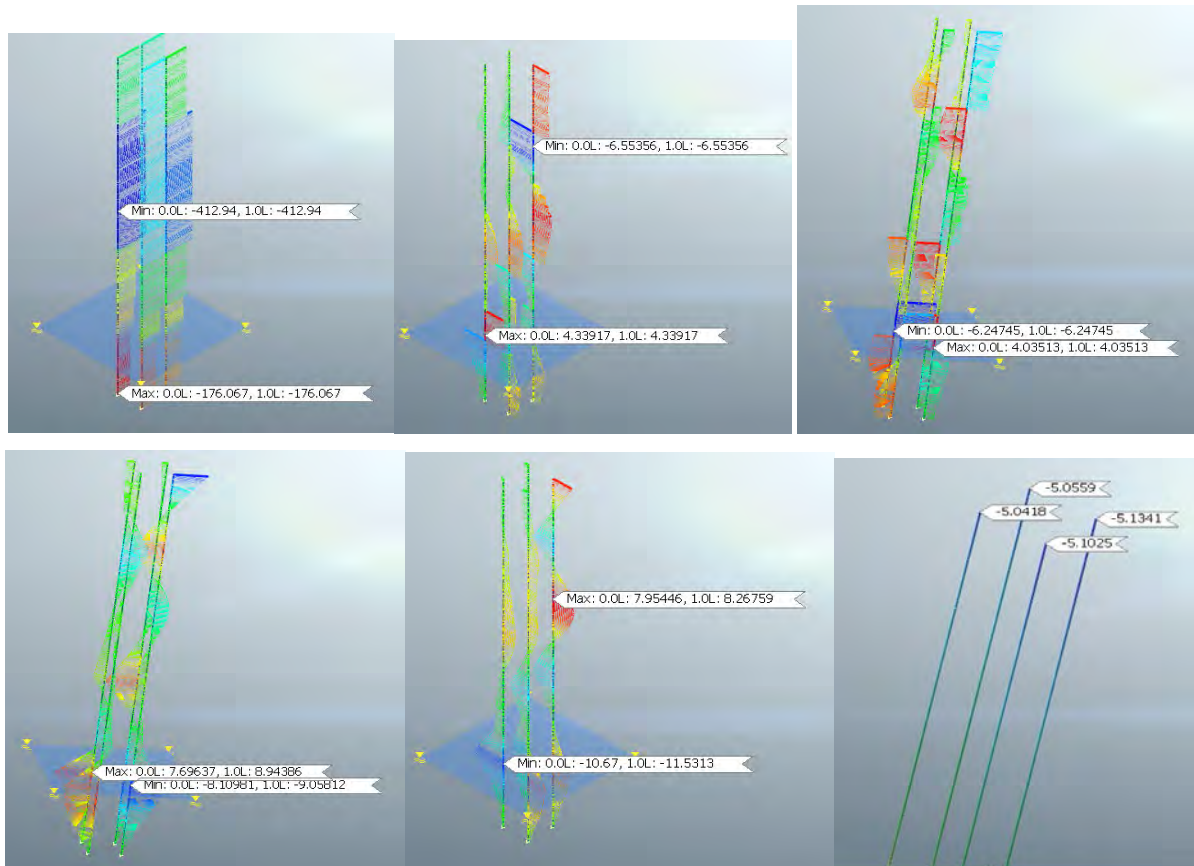 Min: 0.0L: -412.94, 1.0L: -412.94
Max: 0.0L: -176.067, 1.0L: -176.067
Min: 0.0L: -6.55356, 1.0L: -6.55356
Max: 0.0L: 4.33917, 1.0L: 4.33917
Min: 0.0L: -6.24745, 1.0L: -6.24745
Max: 0.0L: 4.03513, 1.0L: 4.03513
Max: 0.0L: 7.69637, 1.0L: 8.94386
Min: 0.0L: -8.10981, 1.0L: -9.05812
Max: 0.0L: 7.95446, 1.0L: 8.26759
Min: 0.0L: -10.67, 1.0L: -11.5313
-5.0559
-5.0418
-5.1341
-5.1025